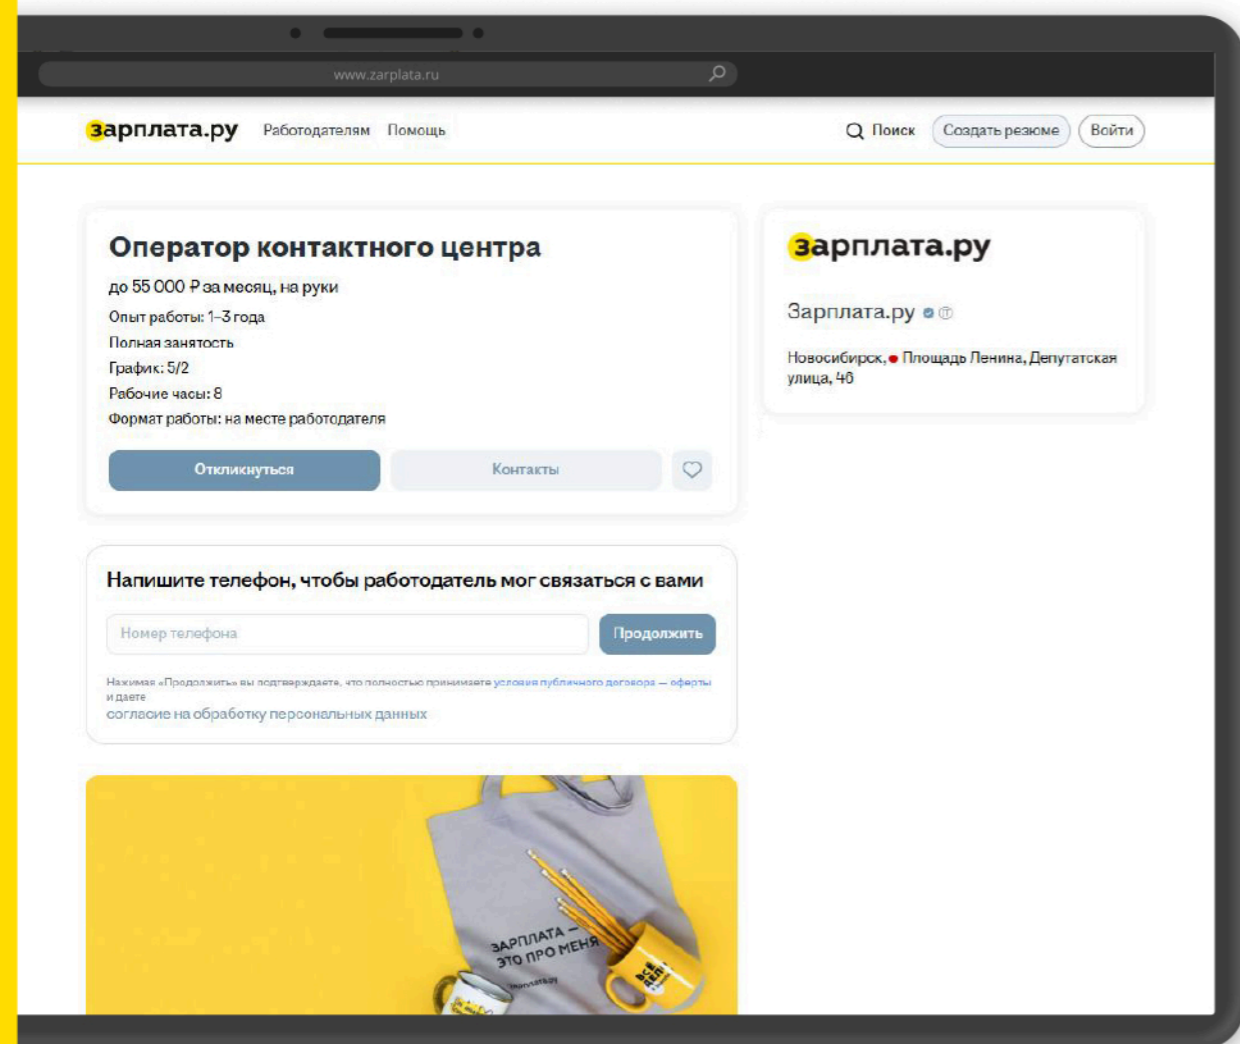 www.zarplata.ru
зарплата.ру Работодателям Помощь Поиск Создать резюме Войти
Оператор контактного центра
до 55 000 ₽ за месяц, на руки
Опыт работы: 1–3 года
Полная занятость
График: 5/2
Рабочие часы: 8
Формат работы: на месте работодателя
Откликнуться Контакты
зарплата.ру
Зарплата.ру
Новосибирск, Площадь Ленина, Депутатская
улица, 46
Напишите телефон, чтобы работодатель мог связаться с вами
Номер телефона Продолжить
Нажимая «Продолжить» вы подтверждаете, что полностью принимаете условия публичного договора — оферты
и даете
согласие на обработку персональных данных
ЗАРПЛАТА —
ЭТО ПРО МЕНЯ
зарплата.ру
ВСЁ